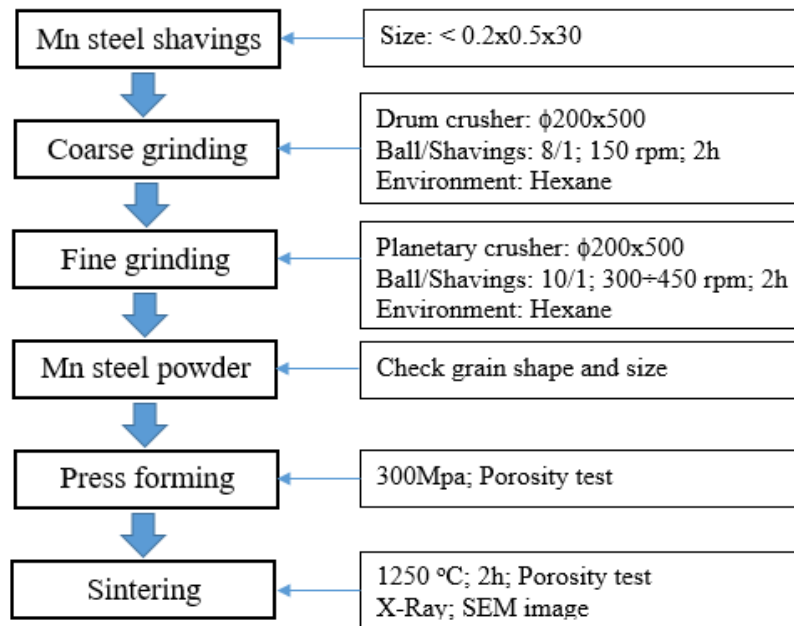 Mn steel shavings
Size: < 0.2x0.5x30
Coarse grinding
Drum crusher: ϕ200x500
Ball/Shavings: 8/1; 150 rpm; 2h
Environment: Hexane
Fine grinding
Planetary crusher: ϕ200x500
Ball/Shavings: 10/1; 300÷450 rpm; 2h
Environment: Hexane
Mn steel powder
Check grain shape and size
Press forming
300Mpa; Porosity test
Sintering
1250 °C; 2h; Porosity test
X-Ray; SEM image